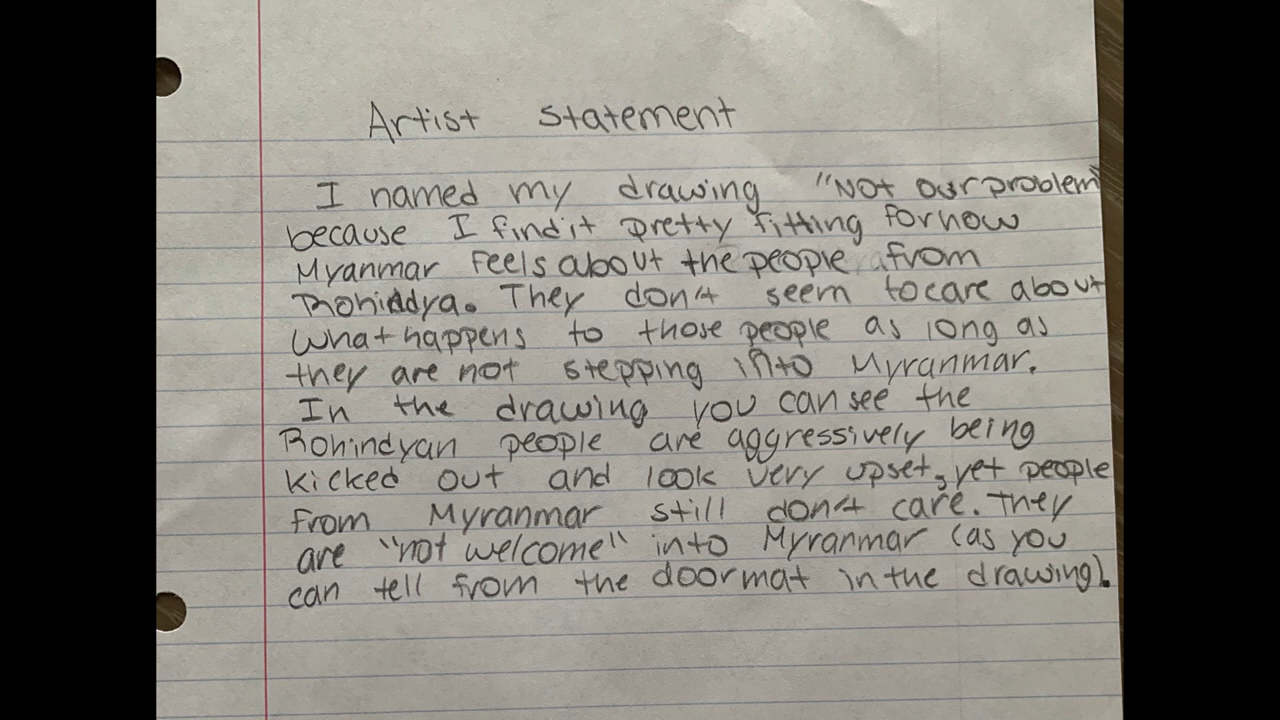 Artist statement
I named my drawing "Not our problem"
because I find it pretty fitting for how
Myanmar feels about the people from
Rohiddya. They don't seem to care about
what happens to those people as long as
they are not stepping into Myranmar.
In the drawing you can see the
Rohindyan people are aggressively being
kicked out and look very upset, yet people
from Myranmar still don't care. They
are "not welcome" into Myranmar (as you
can tell from the doormat in the drawing).